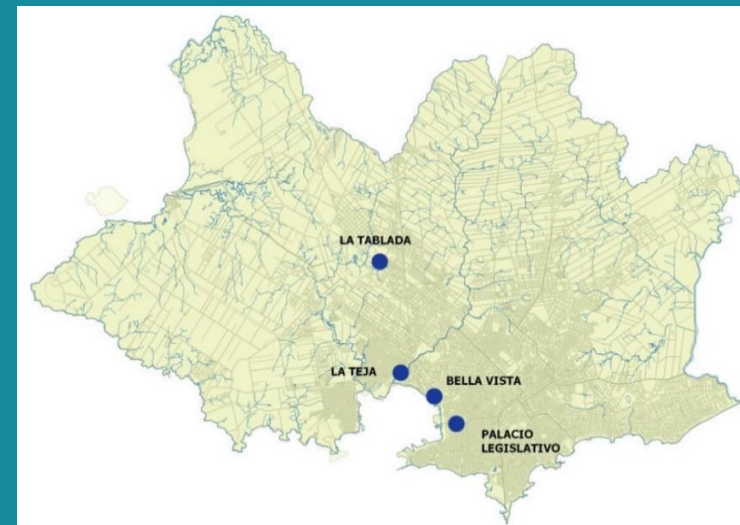 LA TABLADA
LA TEJA
BELLA VISTA
PALACIO
LEGISLATIVO